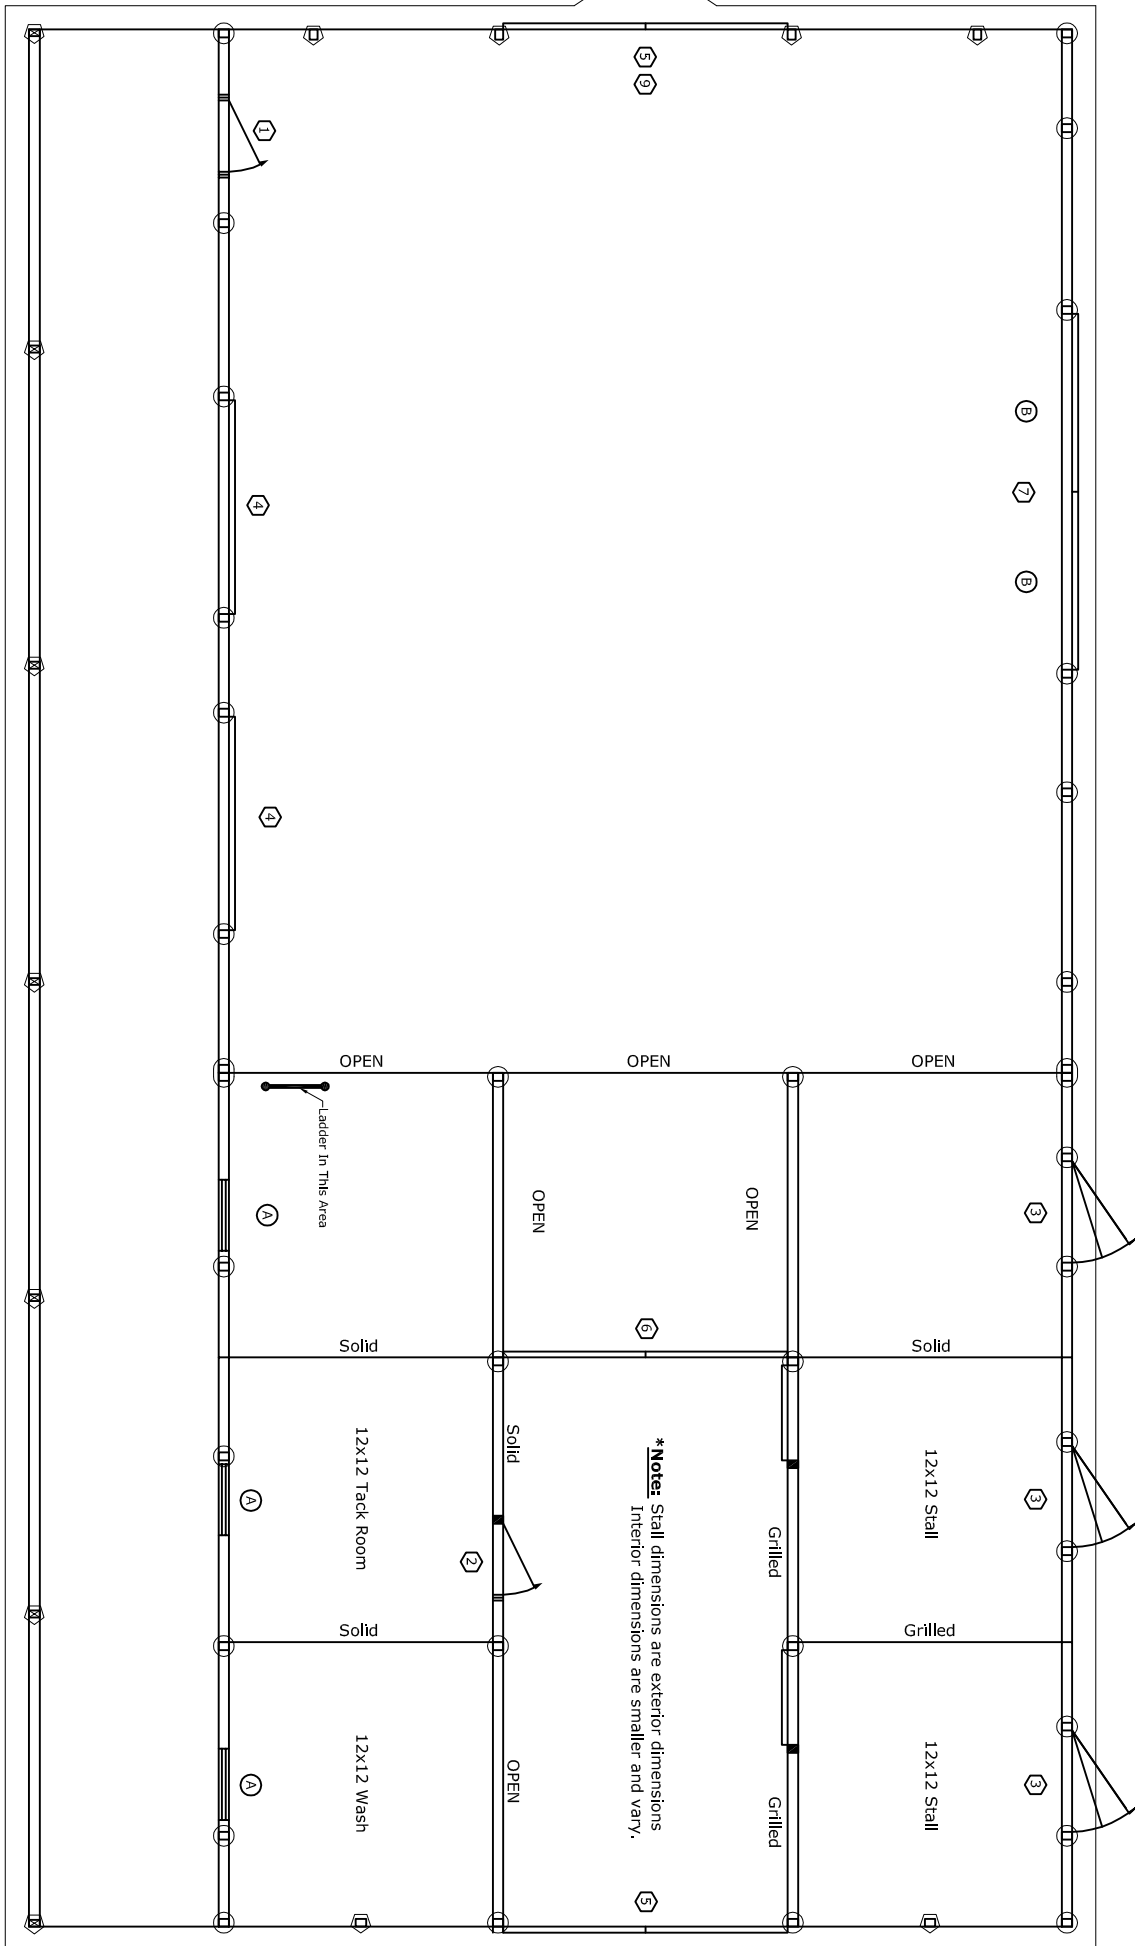 5
9
1
B
7
B
4
4
OPEN
OPEN
OPEN
Ladder In This Area
A
OPEN
OPEN
3
6
Solid
Solid
12x12 Tack Room
A
Solid
2
*Note: Stall dimensions are exterior dimensions
Interior dimensions are smaller and vary.
Grilled
12x12 Stall
3
Solid
Grilled
12x12 Wash
A
OPEN
Grilled
12x12 Stall
3
5